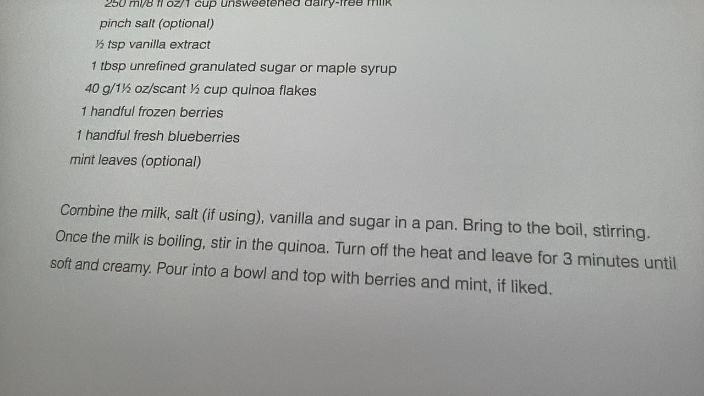 250 ml/8 fl oz/1 cup unsweetened dairy-free milk
pinch salt (optional)
½ tsp vanilla extract
1 tbsp unrefined granulated sugar or maple syrup
40 g/1½ oz/scant ½ cup quinoa flakes
1 handful frozen berries
1 handful fresh blueberries
mint leaves (optional)
Combine the milk, salt (if using), vanilla and sugar in a pan. Bring to the boil, stirring.
Once the milk is boiling, stir in the quinoa. Turn off the heat and leave for 3 minutes until
soft and creamy. Pour into a bowl and top with berries and mint, if liked.